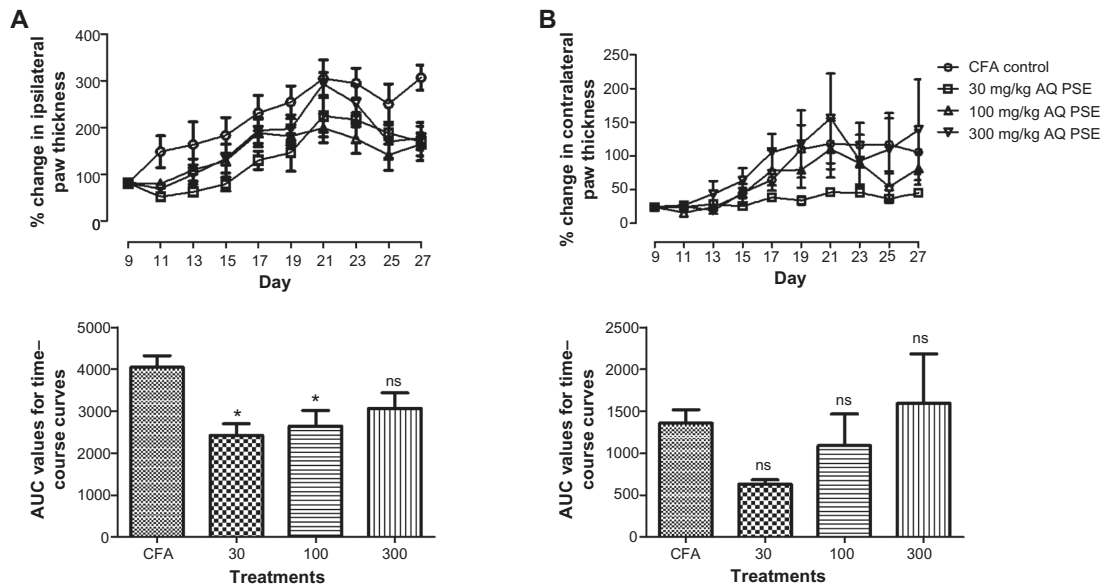 A
% change in ipsilateral
paw thickness
400
300
200
100
0
9 11 13 15 17 19 21 23 25 27
Day
B
% change in contralateral
paw thickness
250
200
150
100
50
0
9 11 13 15 17 19 21 23 25 27
Day
CFA control
30 mg/kg AQ PSE
100 mg/kg AQ PSE
300 mg/kg AQ PSE
AUC values for time–
course curves
5000
4000
3000
2000
1000
0
* * ns
CFA 30 100 300
Treatments
AUC values for time–
course curves
2500
2000
1500
1000
500
0
ns ns ns
CFA 30 100 300
Treatments